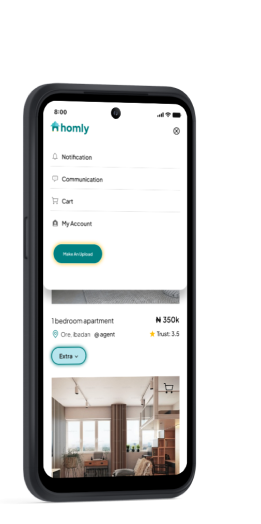 8:00
homly
Notification
Communication
Cart
My Account
Make An Upload
1 bedroom apartment ₦ 350k
Ore, Ibadan @agent Trust: 3.5
Extra